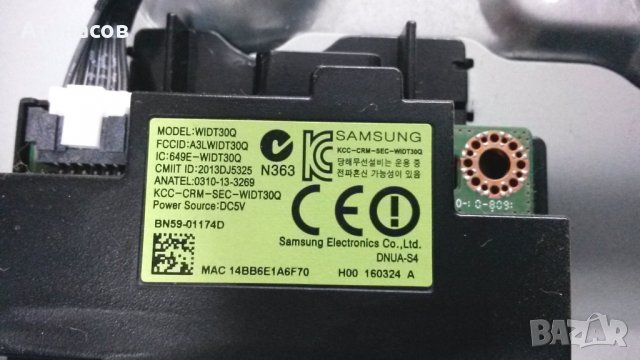 MODEL:WIDT30Q
FCCID:A3LWIDT30Q
IC:649E-WIDT30Q
CMIIT ID:2013DJ5325
ANATEL:0310-13-3269
KCC-CRM-SEC-WIDT30Q
Power Source:DC5V
BN59-01174D
N363
SAMSUNG
KCC-CRM-SEC-WIDT30Q
당해무선설비는 운용 중
전파혼신 가능성이 있음
CE
Samsung Electronics Co.,Ltd.
DNUA-S4
MAC 14BB6E1A6F70
H00 160324 A
BAZAR.bg